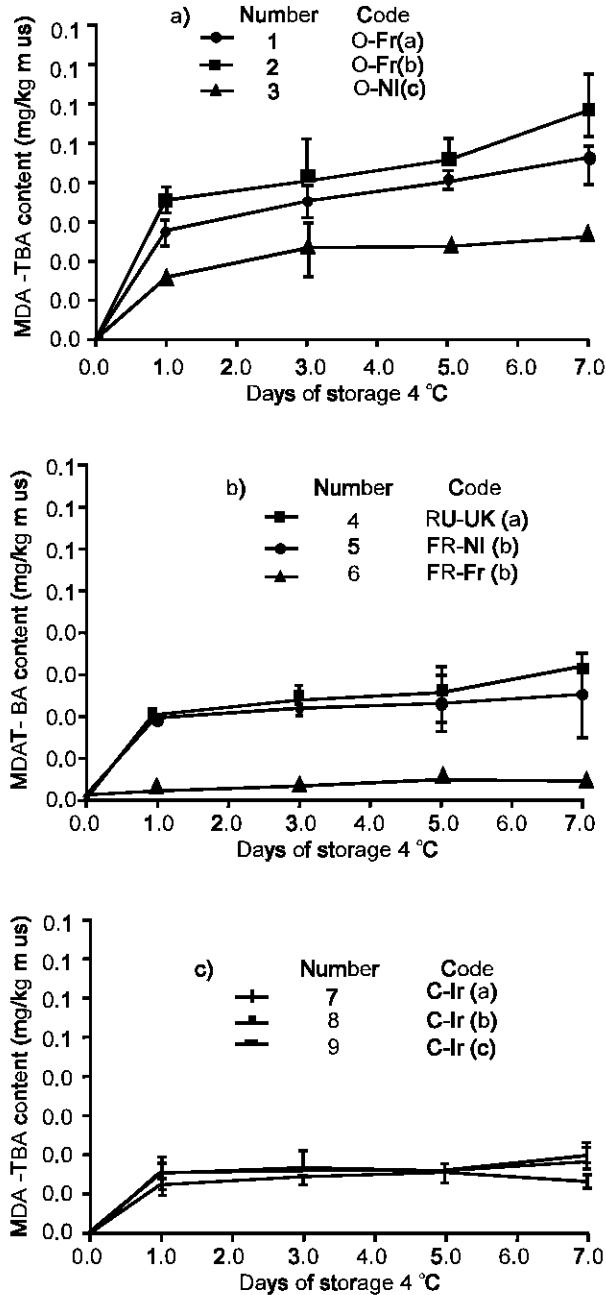 a) Number Code
1 O-Fr(a)
2 O-Fr(b)
3 O-NI(c)
MDA -TBA content (mg/kg m us)
0.1
0.1
0.1
0.1
0.0
0.0
0.0
0.0
0.0
0.0 1.0 2.0 3.0 4.0 5.0 6.0 7.0
Days of storage 4 °C
b) Number Code
4 RU-UK (a)
5 FR-NI (b)
6 FR-Fr (b)
MDAT- BA content (mg/kg m us)
0.1
0.1
0.1
0.1
0.0
0.0
0.0
0.0
0.0
0.0 1.0 2.0 3.0 4.0 5.0 6.0 7.0
Days of storage 4 °C
c) Number Code
7 C-Ir (a)
8 C-Ir (b)
9 C-Ir (c)
MDA -TBA content (mg/kg m us)
0.1
0.1
0.1
0.1
0.0
0.0
0.0
0.0
0.0
0.0 1.0 2.0 3.0 4.0 5.0 6.0 7.0
Days of storage 4 °C